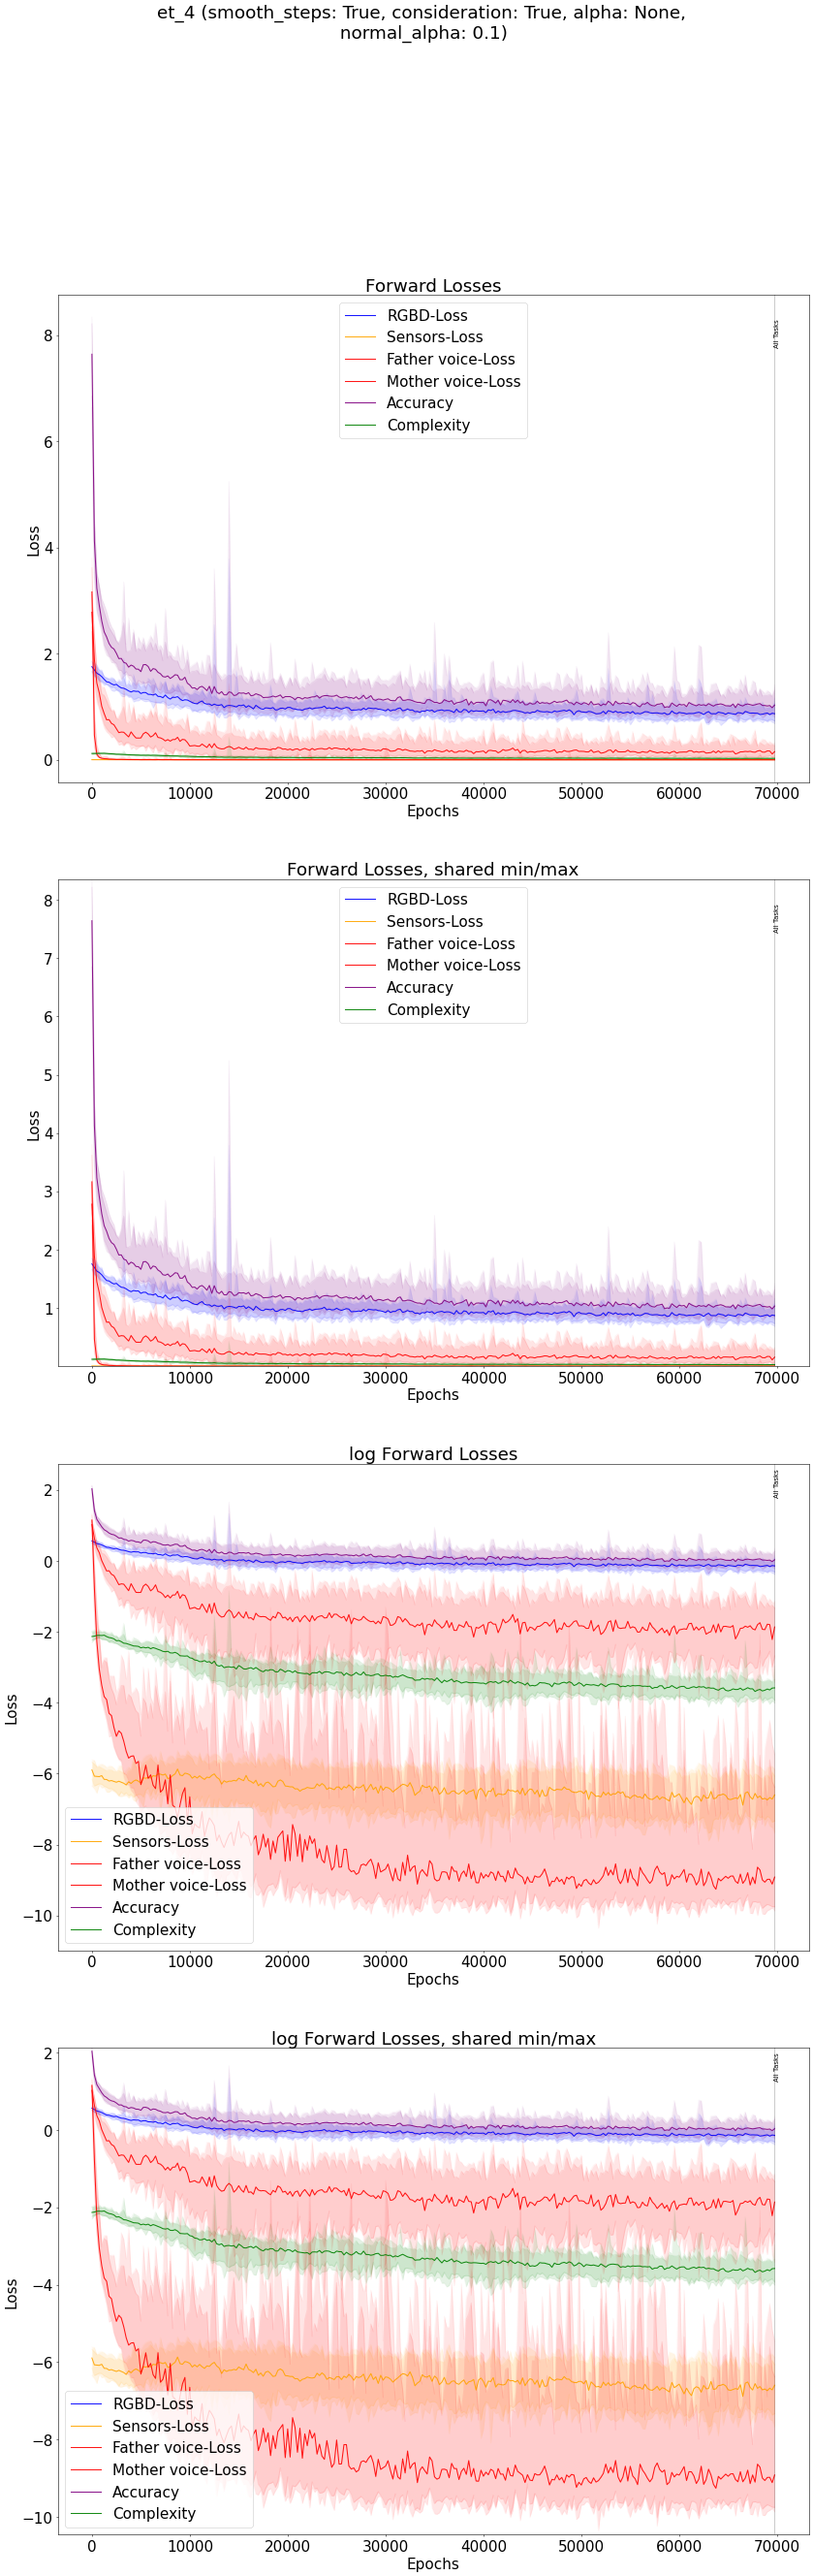 et_4 (smooth_steps: True, consideration: True, alpha: None,
normal_alpha: 0.1)
Forward Losses
All Tasks
RGBD-Loss
Sensors-Loss
Father voice-Loss
Mother voice-Loss
Accuracy
Complexity
8
6
4
2
0
Loss
0 10000 20000 30000 40000 50000 60000 70000
Epochs
Forward Losses, shared min/max
All Tasks
RGBD-Loss
Sensors-Loss
Father voice-Loss
Mother voice-Loss
Accuracy
Complexity
8
7
6
5
4
3
2
1
Loss
0 10000 20000 30000 40000 50000 60000 70000
Epochs
log Forward Losses
All Tasks
2
0
−2
−4
−6
−8
−10
Loss
RGBD-Loss
Sensors-Loss
Father voice-Loss
Mother voice-Loss
Accuracy
Complexity
0 10000 20000 30000 40000 50000 60000 70000
Epochs
log Forward Losses, shared min/max
All Tasks
2
0
−2
−4
−6
−8
−10
Loss
RGBD-Loss
Sensors-Loss
Father voice-Loss
Mother voice-Loss
Accuracy
Complexity
0 10000 20000 30000 40000 50000 60000 70000
Epochs